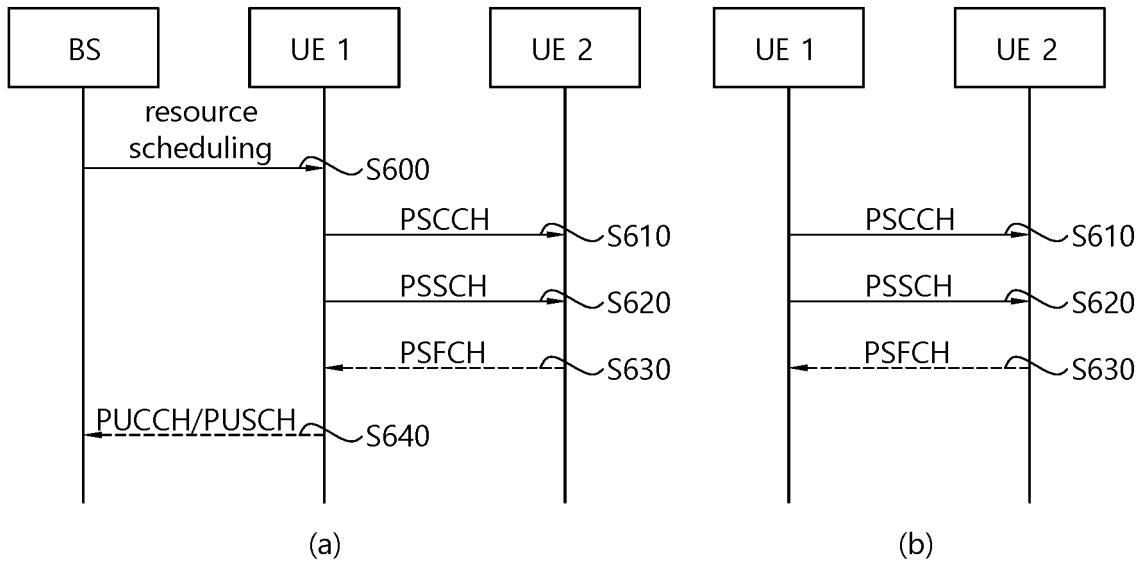 BS
UE 1
UE 2
resource
scheduling
S600
PSCCH
S610
PSSCH
S620
PSFCH
S630
PUCCH/PUSCH
S640
(a)
UE 1
UE 2
PSCCH
S610
PSSCH
S620
PSFCH
S630
(b)